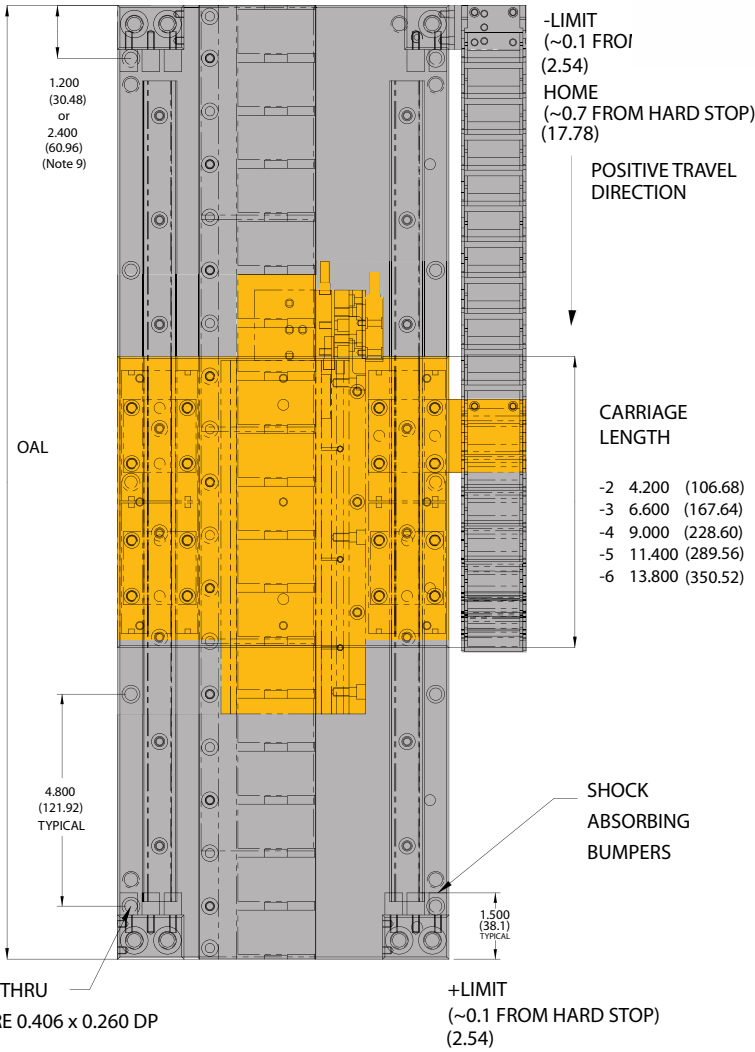 -LIMIT
(~0.1 FROM
(2.54)
HOME
(~0.7 FROM HARD STOP)
(17.78)
1.200
(30.48)
or
2.400
(60.96)
(Note 9)
POSITIVE TRAVEL
DIRECTION
OAL
CARRIAGE
LENGTH
-2 4.200 (106.68)
-3 6.600 (167.64)
-4 9.000 (228.60)
-5 11.400 (289.56)
-6 13.800 (350.52)
4.800
(121.92)
TYPICAL
SHOCK
ABSORBING
BUMPERS
1.500
(38.1)
TYPICAL
THRU
RE 0.406 x 0.260 DP
+LIMIT
(~0.1 FROM HARD STOP)
(2.54)